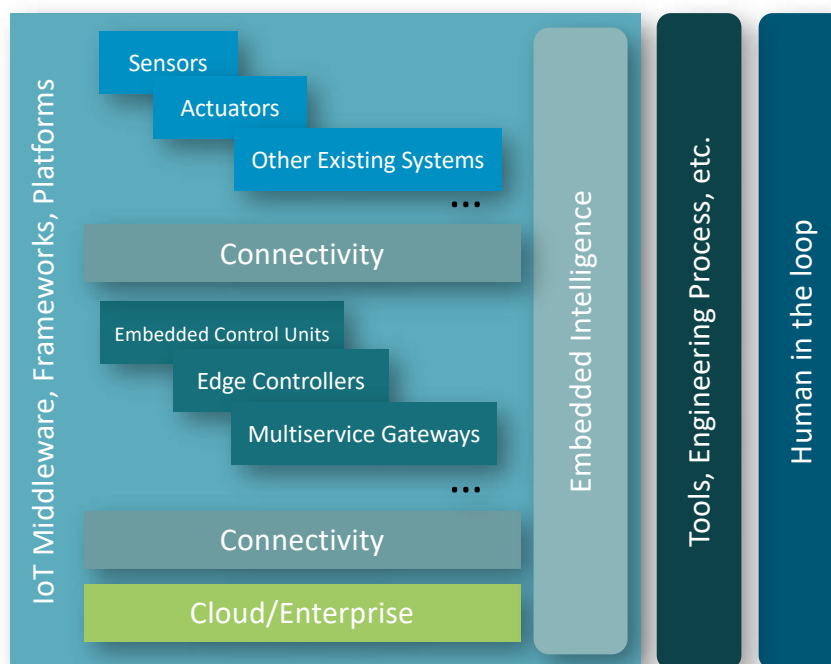 IoT Middleware, Frameworks, Platforms
Sensors
Actuators
Other Existing Systems
...
Connectivity
Embedded Control Units
Edge Controllers
Multiservice Gateways
...
Connectivity
Cloud/Enterprise
Embedded Intelligence
Tools, Engineering Process, etc.
Human in the loop